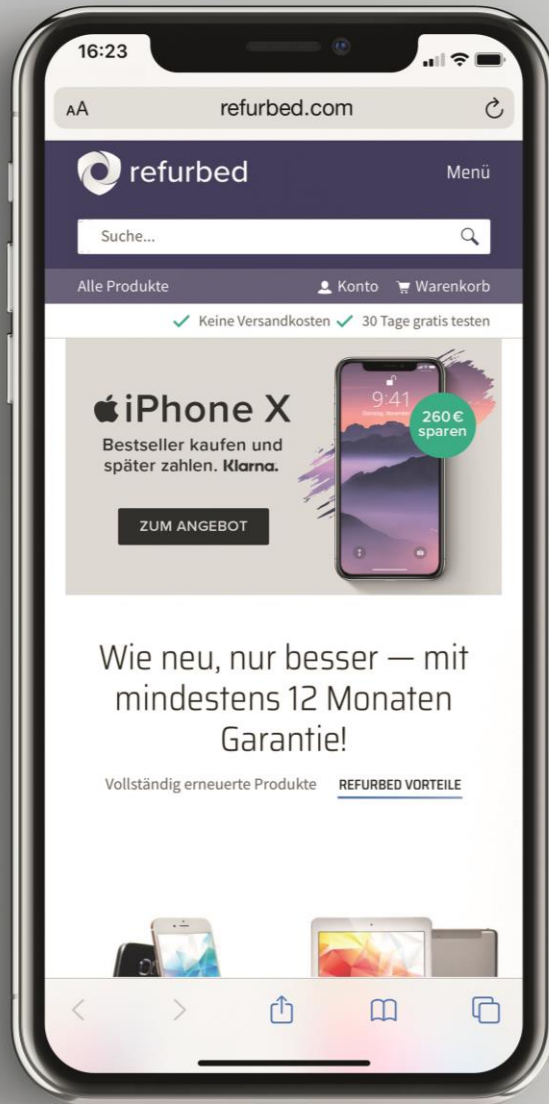 16:23
AA refurbed.com
refurbed Menü
Suche...
Alle Produkte Konto Warenkorb
Keine Versandkosten 30 Tage gratis testen
iPhone X
Bestseller kaufen und
später zahlen. Klarna.
ZUM ANGEBOT
9:41
260 €
sparen
Wie neu, nur besser — mit
mindestens 12 Monaten
Garantie!
Vollständig erneuerte Produkte REFURBED VORTEILE